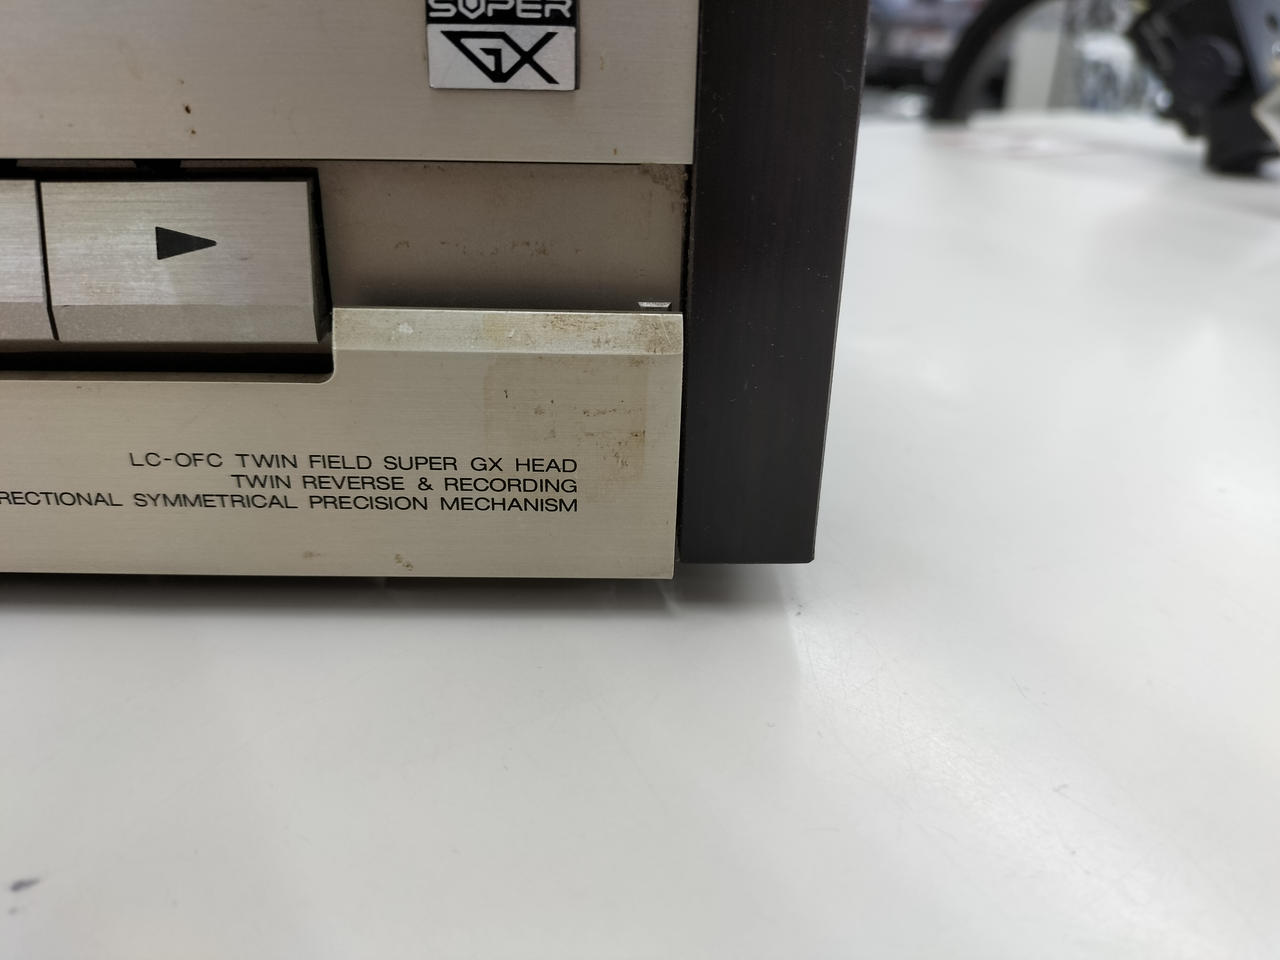 SUPER
GX
LC-OFC TWIN FIELD SUPER GX HEAD
TWIN REVERSE & RECORDING
RECTIONAL SYMMETRICAL PRECISION MECHANISM